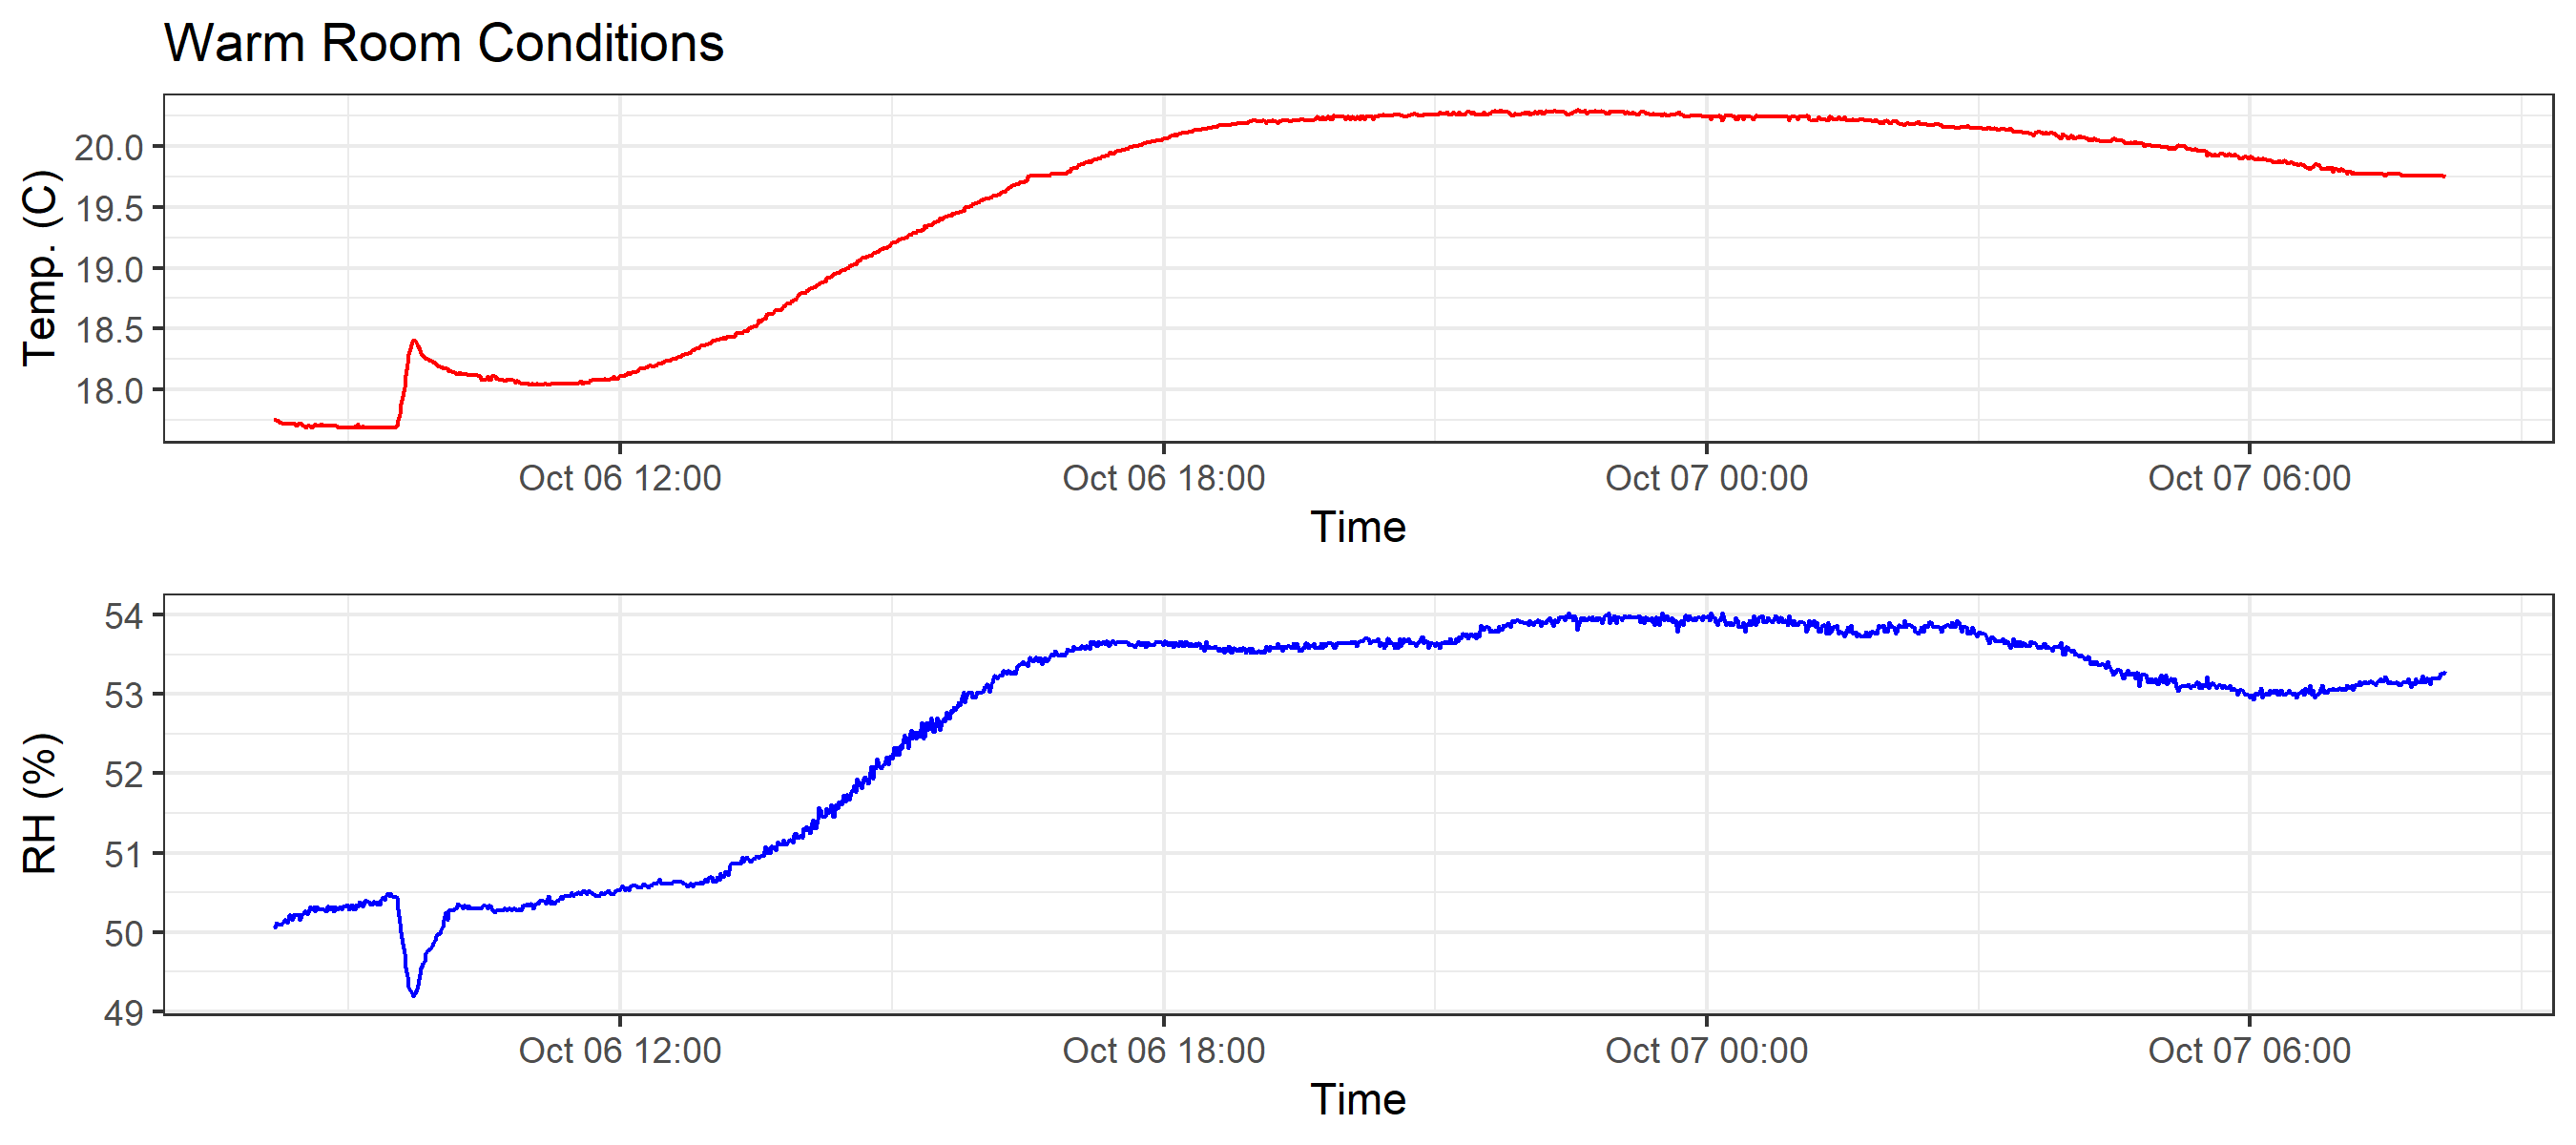 Warm Room Conditions
Temp. (C)
20.0
19.5
19.0
18.5
18.0
Oct 06 12:00 Oct 06 18:00 Oct 07 00:00 Oct 07 06:00
Time
RH (%)
54
53
52
51
50
49
Oct 06 12:00 Oct 06 18:00 Oct 07 00:00 Oct 07 06:00
Time